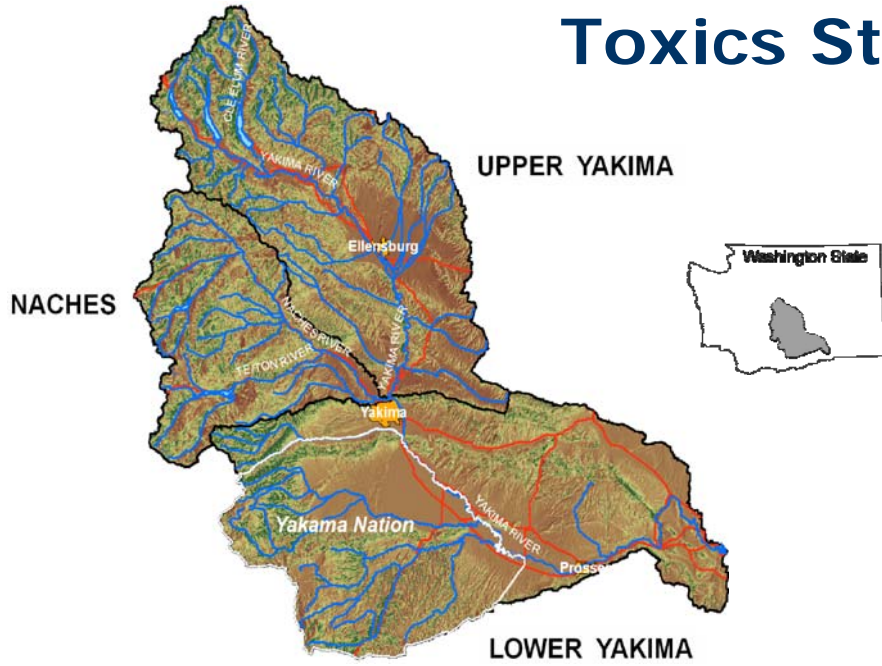 Toxics St
CLE ELUM RIVER
YAKIMA RIVER
UPPER YAKIMA
Ellensburg
Washington State
NACHES
NACHES RIVER
YAKIMA RIVER
TEITON RIVER
Yakima
YAKIMA RIVER
Yakama Nation
Prosser
LOWER YAKIMA